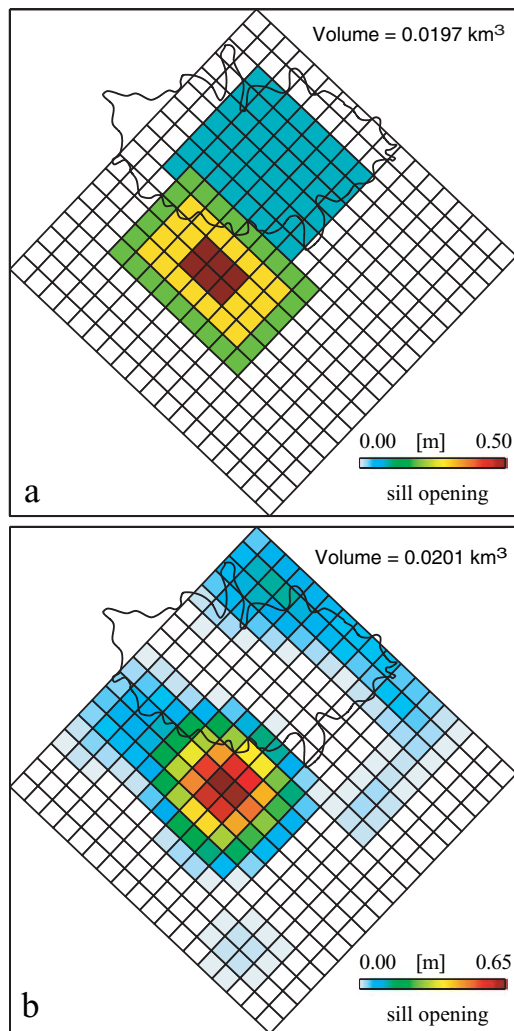 Volume = 0.0197 km³
0.00 [m] 0.50
sill opening
a
Volume = 0.0201 km³
0.00 [m] 0.65
sill opening
b